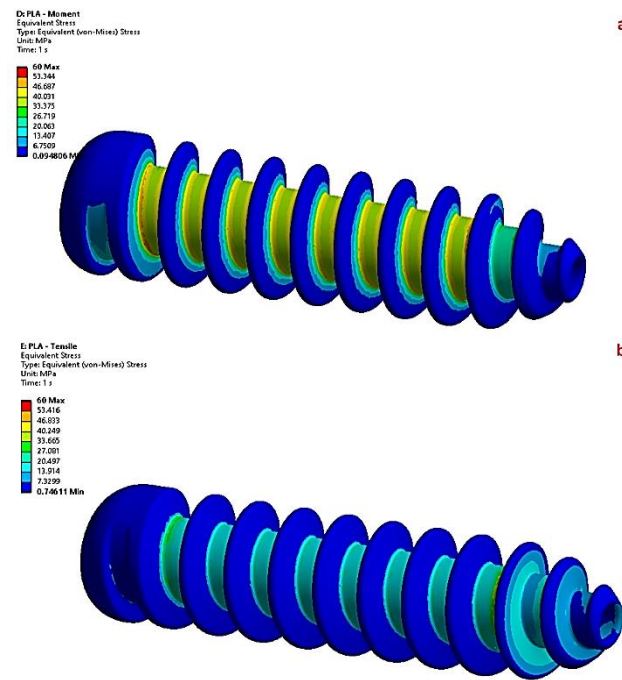 D: PLA - Moment
Equivalent Stress
Type: Equivalent (von-Mises) Stress
Unit: MPa
Time: 1 s
a
60 Max
53.344
46.687
40.031
33.375
26.719
20.063
13.407
6.7509
0.094806 M
E: PLA - Tensile
Equivalent Stress
Type: Equivalent (von-Mises) Stress
Unit: MPa
Time: 1 s
b
60 Max
53.416
46.833
40.249
33.665
27.081
20.497
13.914
7.3299
0.74611 Min